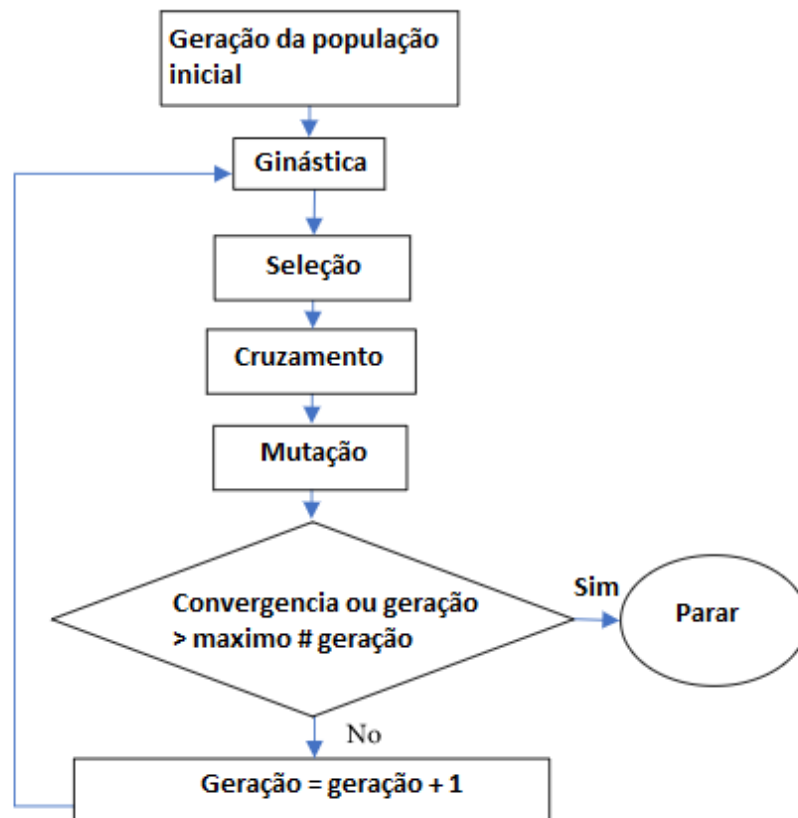 Geração da população
inicial
Ginástica
Seleção
Cruzamento
Mutação
Convergencia ou geração
> maximo # geração
Sim
Parar
No
Geração = geração + 1